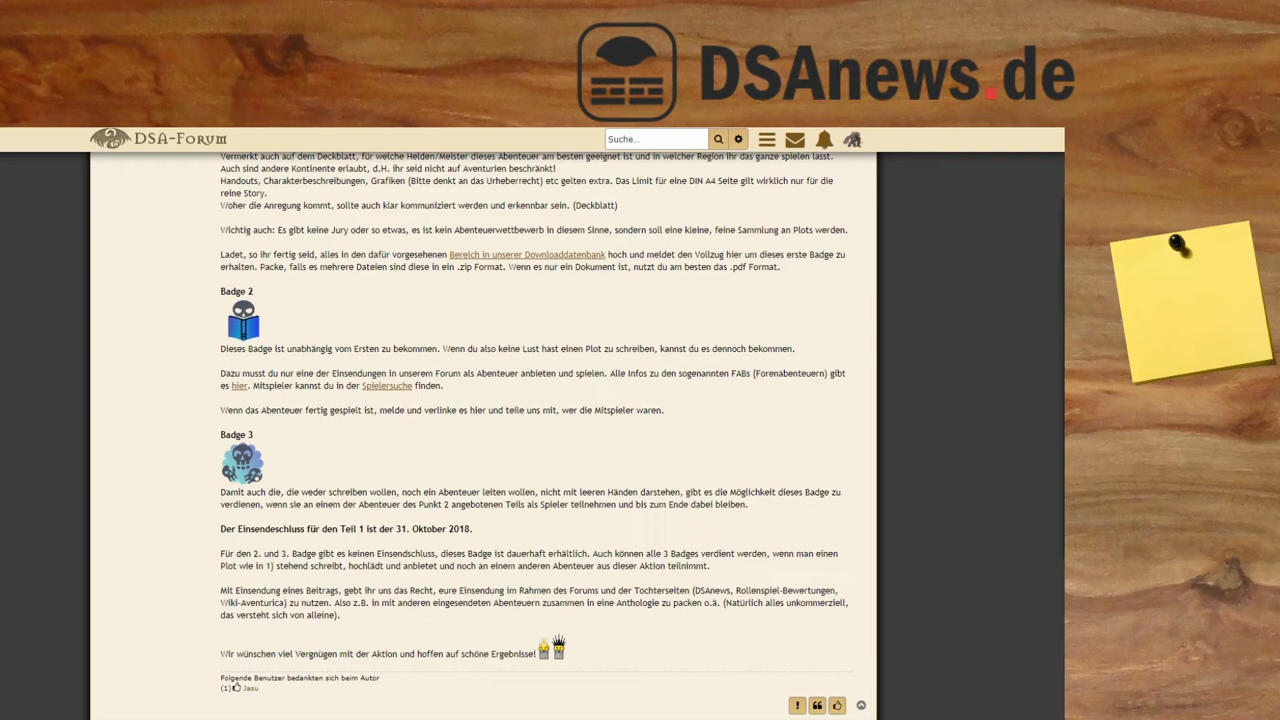 DSAnews.de
DSA-Forum
Suche...
Vermerkt auch auf dem Deckblatt, für welche Helden/Meister dieses Abenteuer am besten geeignet ist und in welcher Region ihr das ganze spielen lasst.
Auch sind andere Kontinente erlaubt, d.H. ihr seid nicht auf Aventurien beschränkt!
Handouts, Charakterbeschreibungen, Grafiken (Bitte denkt an das Urheberrecht) etc gelten extra. Das Limit für eine DIN A4 Seite gilt wirklich nur für die
reine Story.
Woher die Anregung kommt, sollte auch klar kommuniziert werden und erkennbar sein. (Deckblatt)
Wichtig auch: Es gibt keine Jury oder so etwas, es ist kein Abenteuerwettbewerb in diesem Sinne, sondern soll eine kleine, feine Sammlung an Plots werden.
Ladet, so ihr fertig seid, alles in den dafür vorgesehenen Bereich in unserer Downloaddatenbank hoch und meldet den Vollzug hier um dieses erste Badge zu
erhalten. Packe, falls es mehrere Dateien sind diese in ein .zip Format. Wenn es nur ein Dokument ist, nutzt du am besten das .pdf Format.
Badge 2
Dieses Badge ist unabhängig vom Ersten zu bekommen. Wenn du also keine Lust hast einen Plot zu schreiben, kannst du es dennoch bekommen.
Dazu musst du nur eine der Einsendungen in unserem Forum als Abenteuer anbieten und spielen. Alle Infos zu den sogenannten FABs (Forenabenteuern) gibt
es hier. Mitspieler kannst du in der Spielersuche finden.
Wenn das Abenteuer fertig gespielt ist, melde und verlinke es hier und teile uns mit, wer die Mitspieler waren.
Badge 3
Damit auch die, die weder schreiben wollen, noch ein Abenteuer leiten wollen, nicht mit leeren Händen darstehen, gibt es die Möglichkeit dieses Badge zu
verdienen, wenn sie an einem der Abenteuer des Punkt 2 angebotenen Teils als Spieler teilnehmen und bis zum Ende dabei bleiben.
Der Einsendeschluss für den Teil 1 ist der 31. Oktober 2018.
Für den 2. und 3. Badge gibt es keinen Einsendschluss, dieses Badge ist dauerhaft erhältlich. Auch können alle 3 Badges verdient werden, wenn man einen
Plot wie in 1) stehend schreibt, hochlädt und anbietet und noch an einem anderen Abenteuer aus dieser Aktion teilnimmt.
Mit Einsendung eines Beitrags, gebt ihr uns das Recht, eure Einsendung im Rahmen des Forums und der Tochterseiten (DSAnews, Rollenspiel-Bewertungen,
Wiki-Aventurica) zu nutzen. Also z.B. in mit anderen eingesendeten Abenteuern zusammen in eine Anthologie zu packen o.ä. (Natürlich alles unkommerziell,
das versteht sich von alleine).
Wir wünschen viel Vergnügen mit der Aktion und hoffen auf schöne Ergebnisse!
Folgende Benutzer bedankten sich beim Autor
(1) Jasu